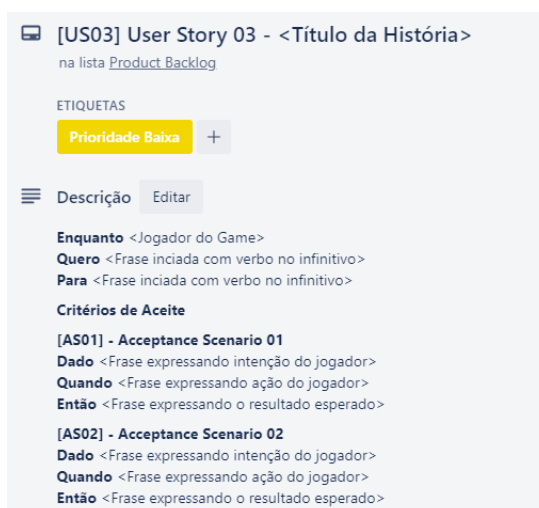 [US03] User Story 03 - <Título da História>
na lista Product Backlog
ETIQUETAS
Prioridade Baixa +
Descrição Editar
Enquanto <Jogador do Game>
Quero <Frase inciada com verbo no infinitivo>
Para <Frase inciada com verbo no infinitivo>
Critérios de Aceite
[AS01] - Acceptance Scenario 01
Dado <Frase expressando intenção do jogador>
Quando <Frase expressando ação do jogador>
Então <Frase expressando o resultado esperado>
[AS02] - Acceptance Scenario 02
Dado <Frase expressando intenção do jogador>
Quando <Frase expressando ação do jogador>
Então <Frase expressando o resultado esperado>